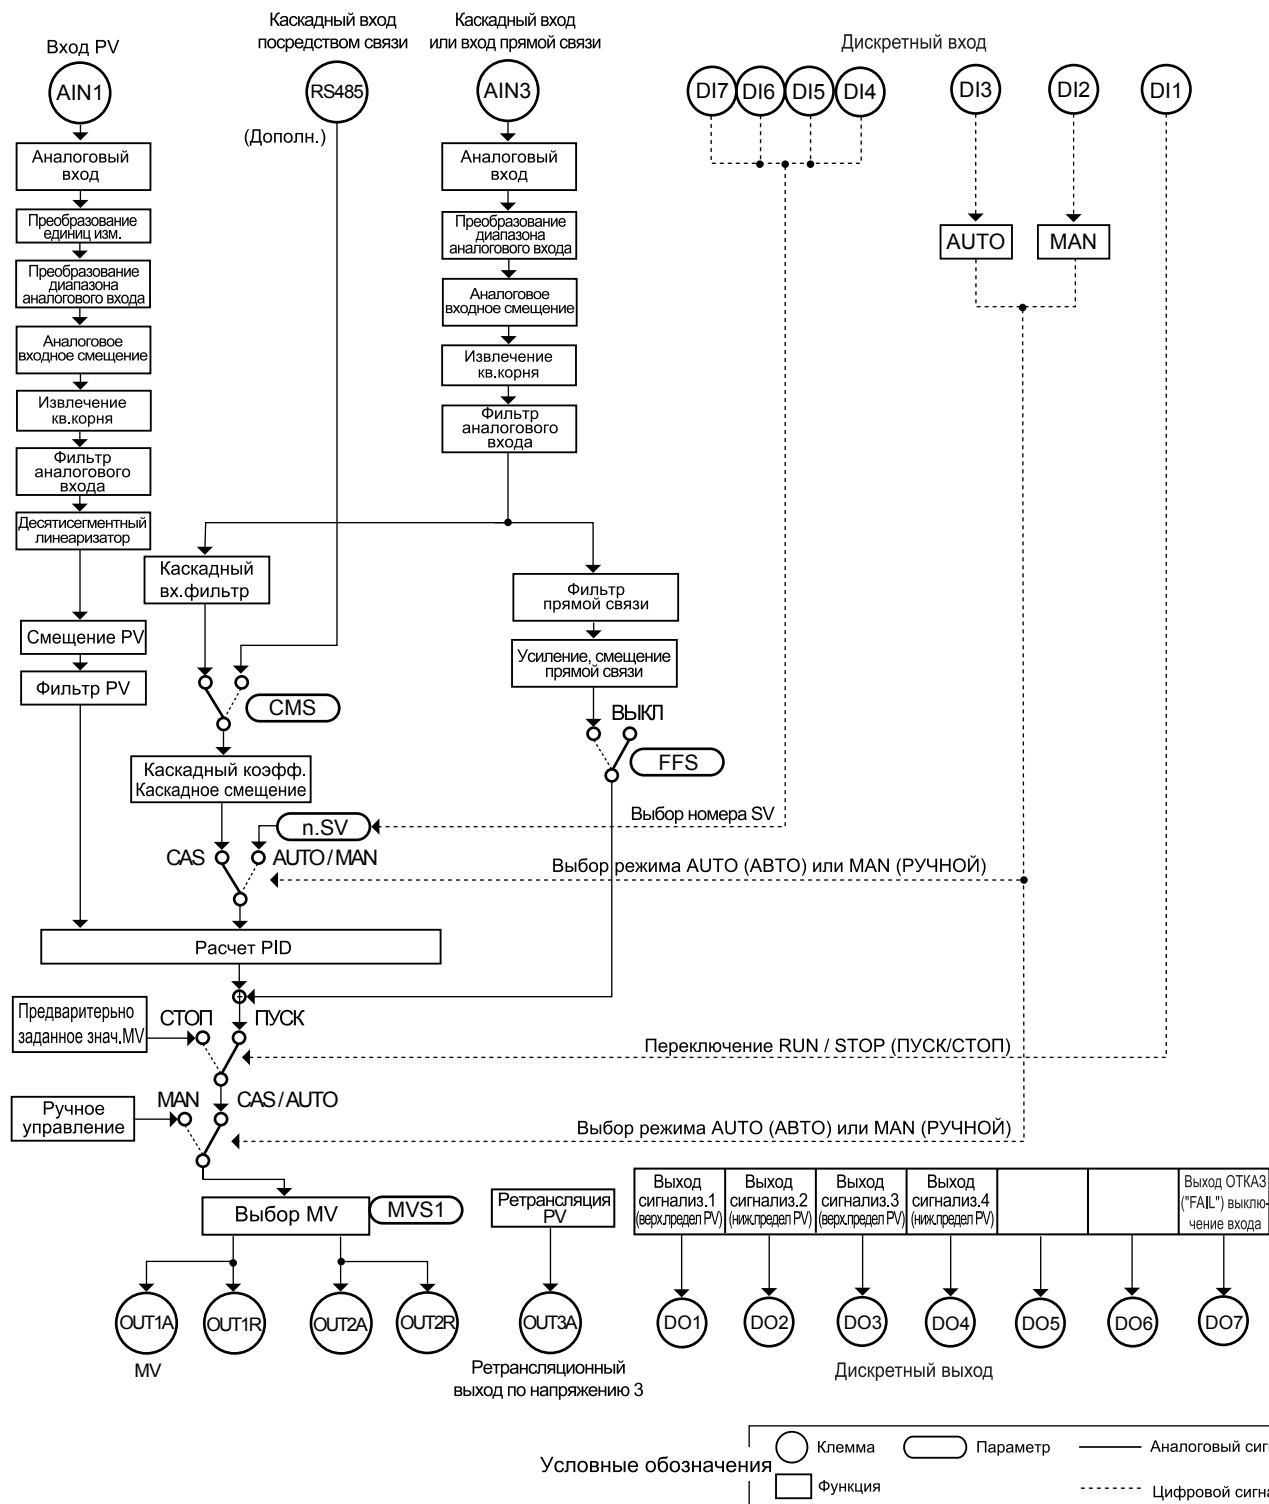 Вход PV
Каскадный вход
посредством связи
Каскадный вход
или вход прямой связи
Дискретный вход
AIN1
RS485
(Дополн.)
AIN3
DI7
DI6
DI5
DI4
DI3
DI2
DI1
Аналоговый
вход
Преобразование
единиц изм.
Преобразование
диапазона
аналогового входа
Аналоговое
входное смещение
Извлечение
кв.корня
Фильтр
аналогового
входа
Десятисегментный
линеаризатор
Смещение PV
Фильтр PV
Аналоговый
вход
Преобразование
диапазона
аналогового входа
Аналоговое
входное смещение
Извлечение
кв.корня
Фильтр
аналогового
входа
AUTO
MAN
Каскадный
вх.фильтр
Фильтр
прямой связи
Усиление, смещение
прямой связи
CMS
ВЫКЛ
FFS
Каскадный коэфф.
Каскадное смещение
n.SV
Выбор номера SV
CAS
AUTO / MAN
Выбор режима AUTO (АВТО) или MAN (РУЧНОЙ)
Расчет PID
Предваритерьно
заданное знач.MV
СТОП
ПУСК
Переключение RUN / STOP (ПУСК/СТОП)
Ручное
управление
MAN
CAS / AUTO
Выбор режима AUTO (АВТО) или MAN (РУЧНОЙ)
Выбор MV
MVS1
Ретрансляция
PV
Выход
сигнализ.1
(верх.предел PV)
Выход
сигнализ.2
(ниж.предел PV)
Выход
сигнализ.3
(верх.предел PV)
Выход
сигнализ.4
(ниж.предел PV)
Выход ОТКАЗ
("FAIL") выклю-
чение входа
OUT1A
OUT1R
OUT2A
OUT2R
OUT3A
DO1
DO2
DO3
DO4
DO5
DO6
DO7
MV
Ретрансляционный
выход по напряжению 3
Дискретный выход
Условные обозначения
Клемма
Параметр
Аналоговый сиг
Функция
Цифровой сигна